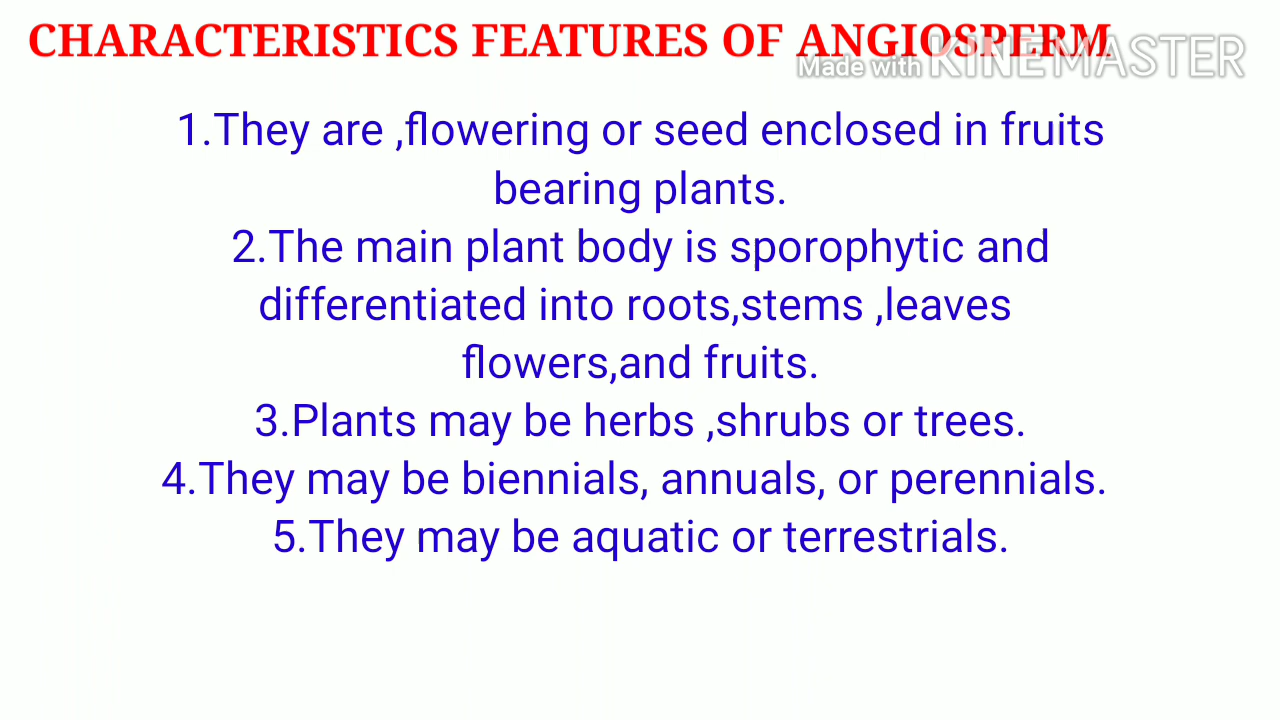 CHARACTERISTICS FEATURES OF ANGIOSPERM.
Made with KINEMASTER
1.They are ,flowering or seed enclosed in fruits
bearing plants.
2.The main plant body is sporophytic and
differentiated into roots,stems ,leaves
flowers,and fruits.
3.Plants may be herbs ,shrubs or trees.
4.They may be biennials, annuals, or perennials.
5.They may be aquatic or terrestrials.